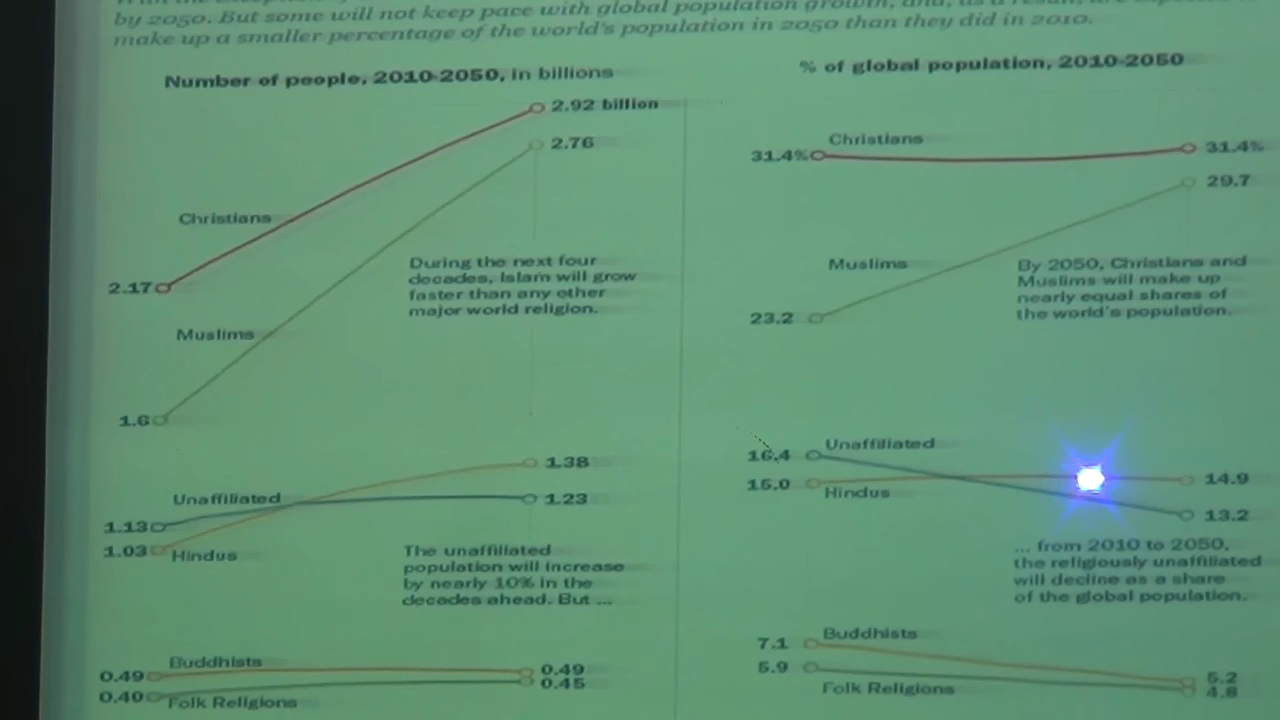 by 2050. But some will not keep pace with global population growth, and, as a result, are expected to
make up a smaller percentage of the world's population in 2050 than they did in 2010.
Number of people, 2010-2050, in billions
2.92 billion
2.76
Christians
2.17
During the next four
decades, Islam will grow
faster than any other
major world religion.
Muslims
1.6
1.38
Unaffiliated
1.23
1.13
1.03
Hindus
The unaffiliated
population will increase
by nearly 10% in the
decades ahead. But ...
Buddhists
0.49
0.49
0.45
0.40
Folk Religions
% of global population, 2010-2050
Christians
31.4%
31.4%
29.7
Muslims
By 2050, Christians and
Muslims will make up
nearly equal shares of
the world's population.
23.2
Unaffiliated
16.4
15.0
Hindus
14.9
13.2
... from 2010 to 2050,
the religiously unaffiliated
will decline as a share
of the global population.
Buddhists
7.1
5.9
5.2
4.8
Folk Religions